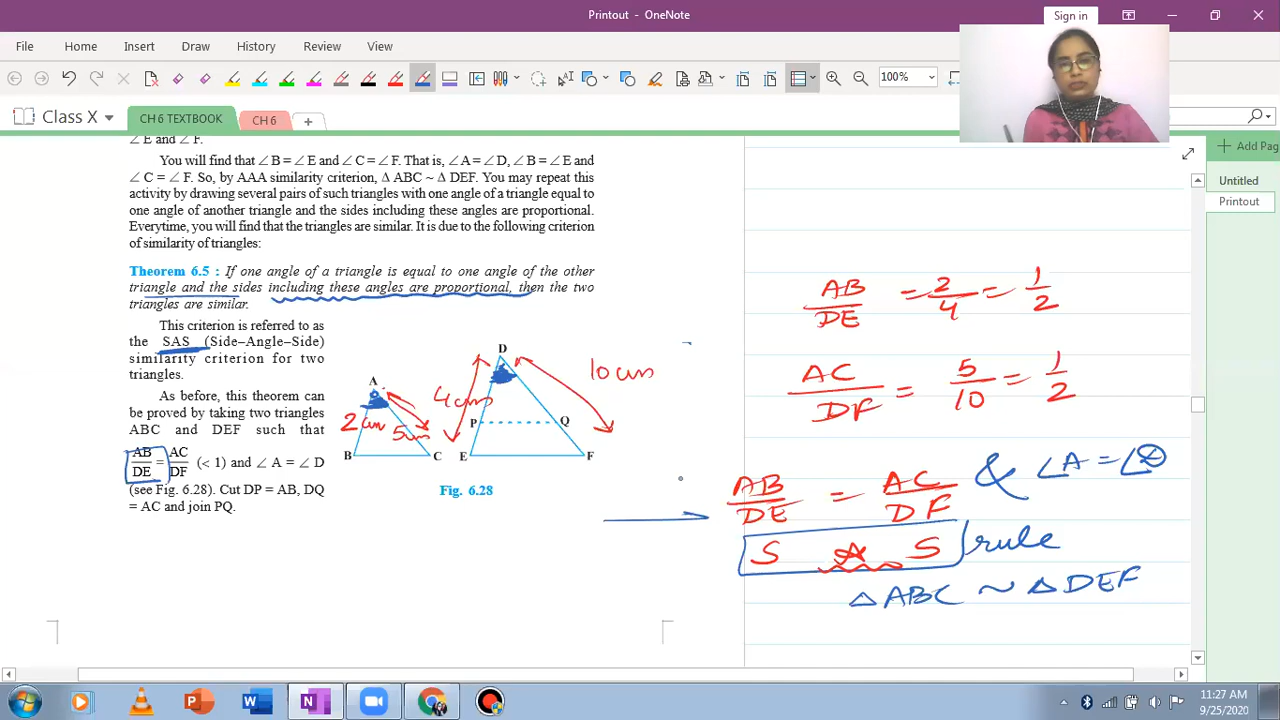 Printout - OneNote
Sign in
File Home Insert Draw History Review View
100%
Class X CH 6 TEXTBOOK CH 6 +
Add Pag
Untitled
Printout
∠ E and ∠ F.
You will find that ∠ B = ∠ E and ∠ C = ∠ F. That is, ∠ A = ∠ D, ∠ B = ∠ E and
∠ C = ∠ F. So, by AAA similarity criterion, Δ ABC ~ Δ DEF. You may repeat this
activity by drawing several pairs of such triangles with one angle of a triangle equal to
one angle of another triangle and the sides including these angles are proportional.
Everytime, you will find that the triangles are similar. It is due to the following criterion
of similarity of triangles:
Theorem 6.5 : If one angle of a triangle is equal to one angle of the other
triangle and the sides including these angles are proportional, then the two
triangles are similar.
This criterion is referred to as
the SAS (Side–Angle–Side)
similarity criterion for two
triangles.
As before, this theorem can
be proved by taking two triangles
ABC and DEF such that
AB/DE = AC/DF (< 1) and ∠ A = ∠ D
(see Fig. 6.28). Cut DP = AB, DQ
= AC and join PQ.
D
10 cm
A
4 cm
2 cm
5 cm
P Q
B C E F
Fig. 6.28
AB/DE = 2/4 = 1/2
AC/DF = 5/10 = 1/2
AB/DE = AC/DF & ∠A = ∠D
S A S rule
△ABC ~ △DEF
11:27 AM
9/25/2020